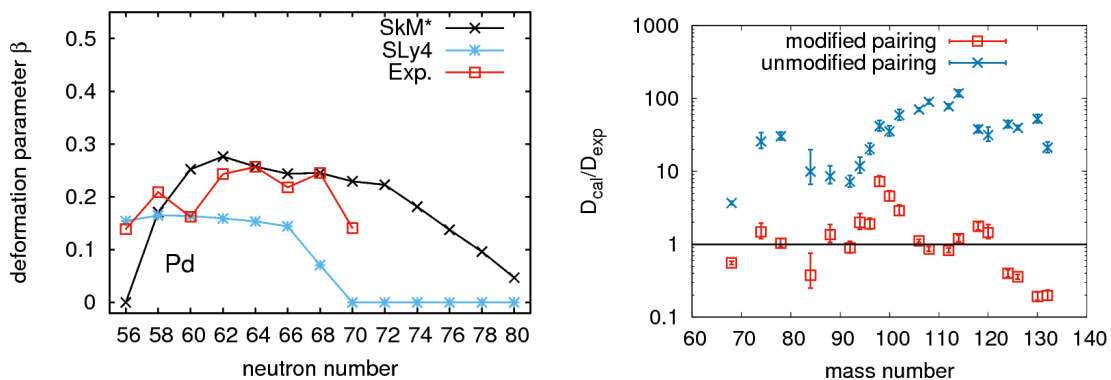 deformation parameter β
0.5
0.4
0.3
0.2
0.1
0
SkM*
SLy4
Exp.
Pd
56 58 60 62 64 66 68 70 72 74 76 78 80
neutron number
D_cal/D_exp
1000
100
10
1
0.1
modified pairing
unmodified pairing
60 70 80 90 100 110 120 130 140
mass number